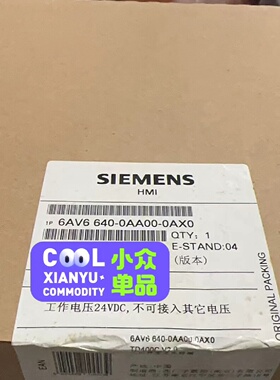 SIEMENS
HMI
1P 6AV6 640-0AA00-0AX0
QTY: 1
E-STAND:04
(版本)
COOL 小众
XIANYU 单品
COMMODITY
工作电压24VDC,不可接入其它电压
ORIGINAL PACKING
6AV6 640-0AA00-0AX0
EAN